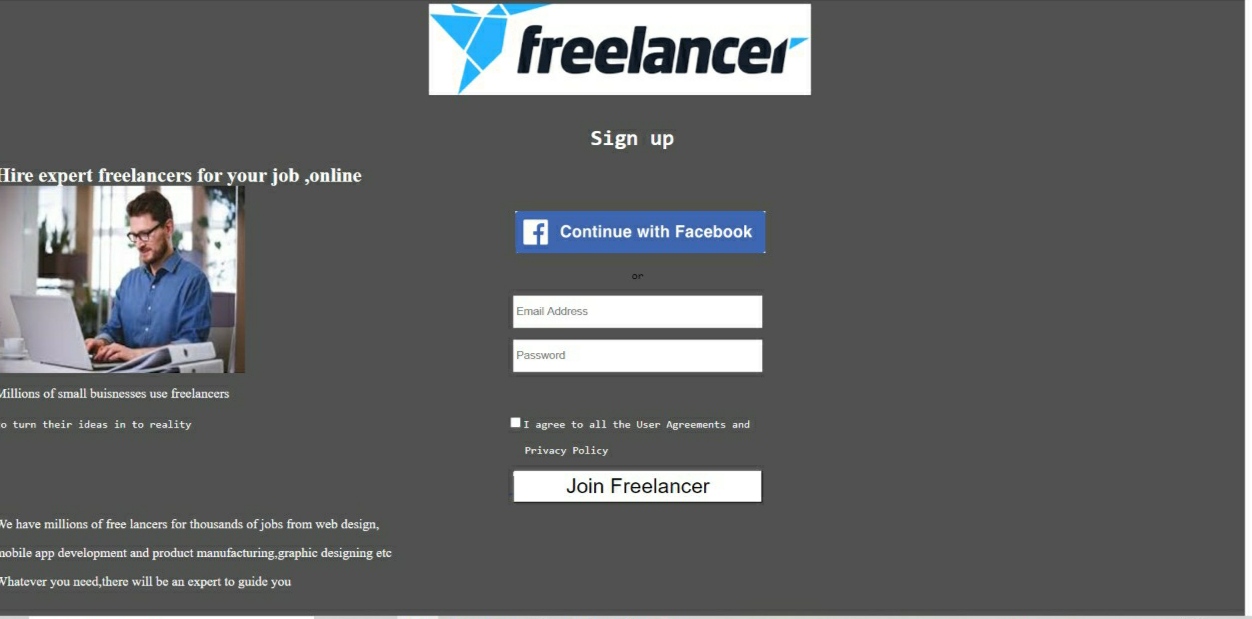 freelancer
Sign up
Hire expert freelancers for your job ,online
Continue with Facebook
or
Email Address
Password
Millions of small buisnesses use freelancers
to turn their ideas in to reality
I agree to all the User Agreements and
Privacy Policy
Join Freelancer
We have millions of free lancers for thousands of jobs from web design,
mobile app development and product manufacturing,graphic designing etc
Whatever you need,there will be an expert to guide you